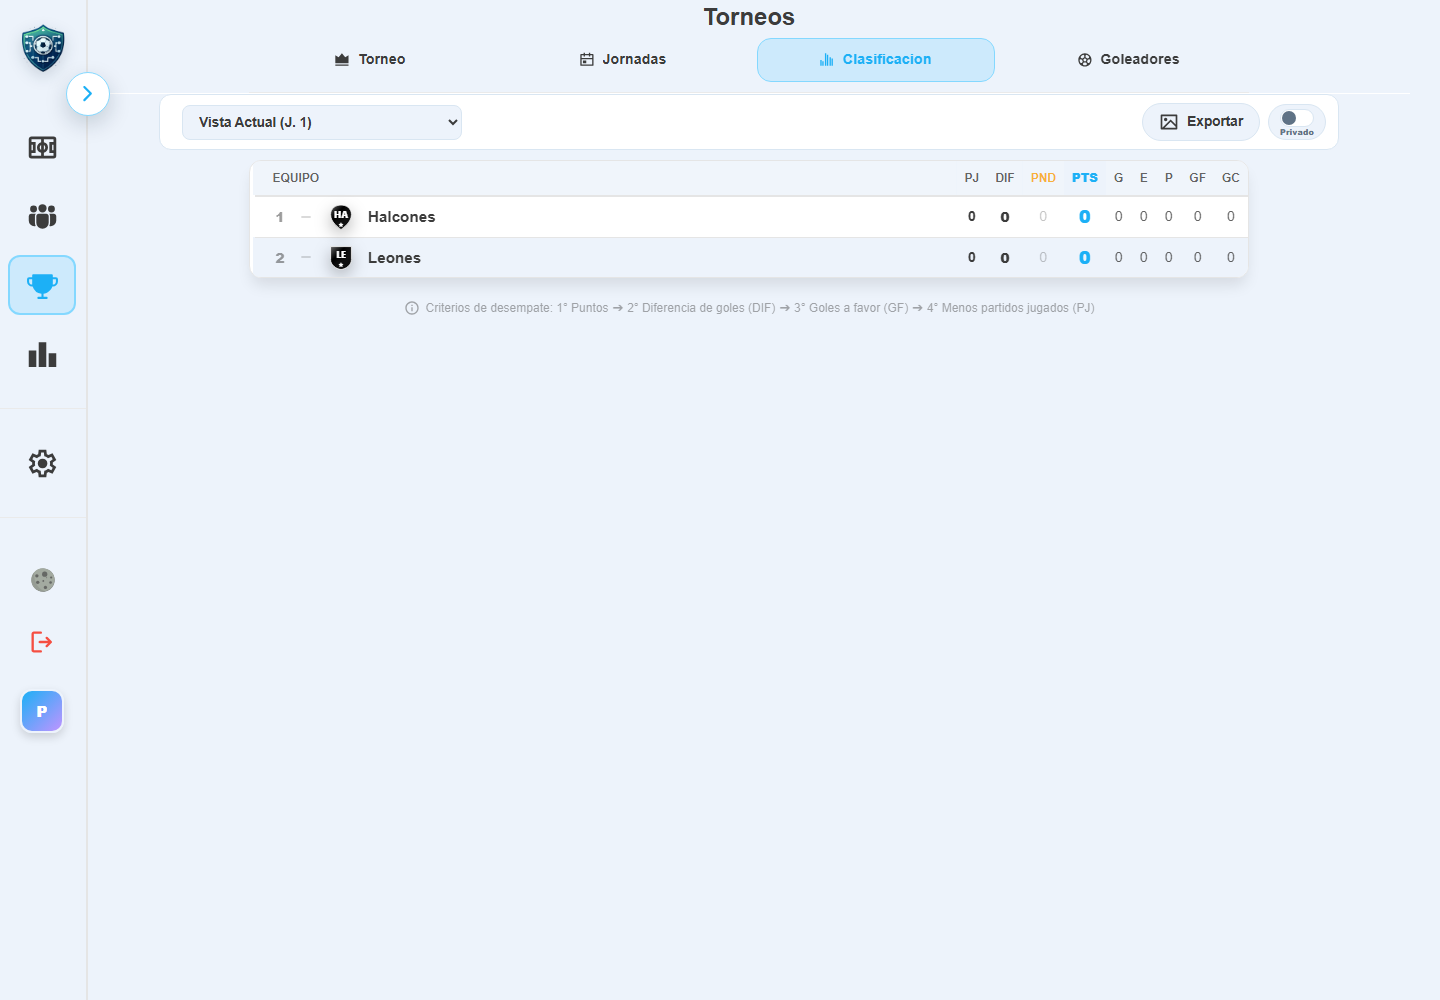 Torneos
Torneo
Jornadas
Clasificacion
Goleadores
Vista Actual (J. 1)
Exportar
Privado
EQUIPO PJ DIF PND PTS G E P GF GC
1 – HA Halcones 0 0 0 0 0 0 0 0 0
2 – LE Leones 0 0 0 0 0 0 0 0 0
Criterios de desempate: 1° Puntos ➔ 2° Diferencia de goles (DIF) ➔ 3° Goles a favor (GF) ➔ 4° Menos partidos jugados (PJ)
P